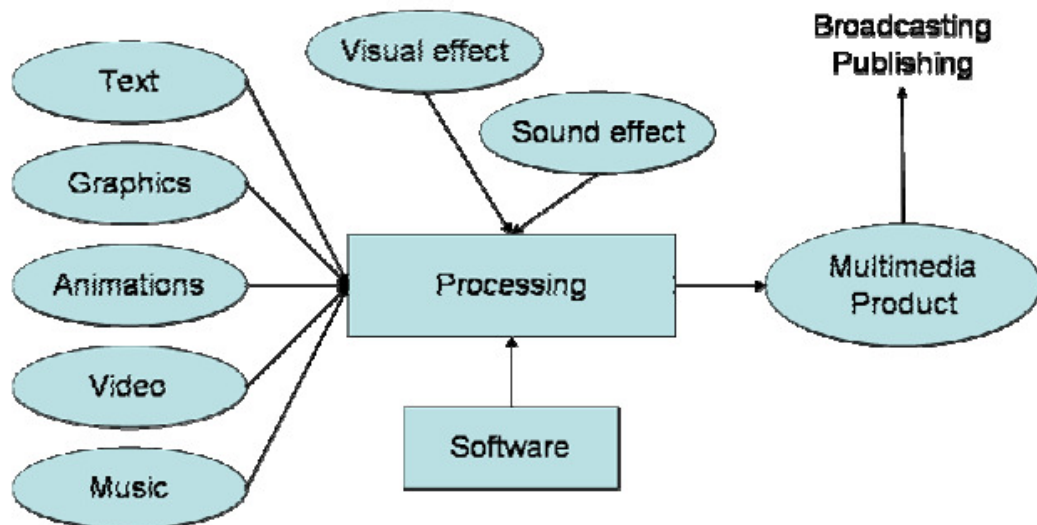 Text
Graphics
Animations
Video
Music
Visual effect
Sound effect
Processing
Software
Multimedia
Product
Broadcasting
Publishing